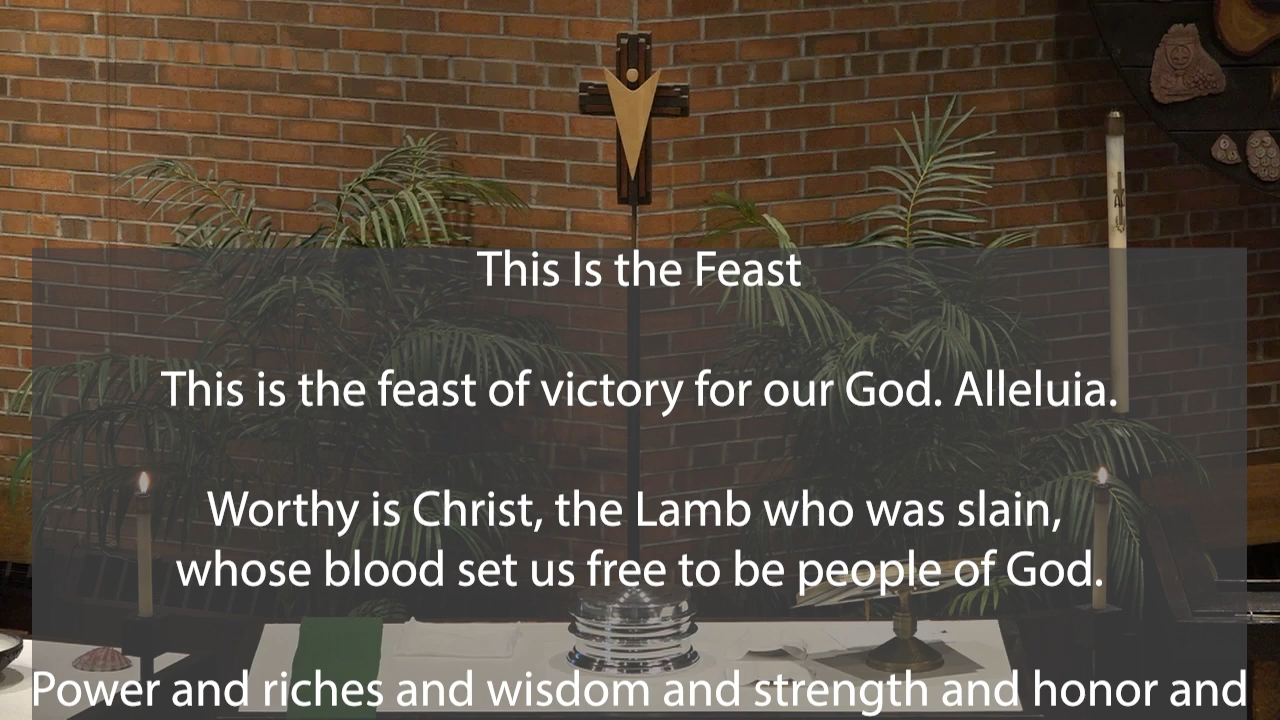 This Is the Feast
This is the feast of victory for our God. Alleluia.
Worthy is Christ, the Lamb who was slain,
whose blood set us free to be people of God.
Power and riches and wisdom and strength and honor and